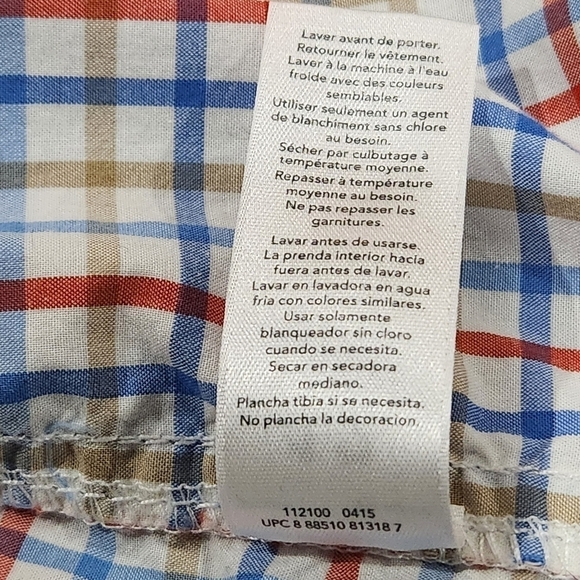 Laver avant de porter.
Retourner le vêtement.
Laver à la machine à l'eau
froide avec des couleurs
semblables.
Utiliser seulement un agent
de blanchiment sans chlore
au besoin.
Sécher par culbutage à
température moyenne.
Repasser à température
moyenne au besoin.
Ne pas repasser les
garnitures.
Lavar antes de usarse.
La prenda interior hacia
fuera antes de lavar.
Lavar en lavadora en agua
fria con colores similares.
Usar solamente
blanqueador sin cloro
cuando se necesita.
Secar en secadora
mediano.
Plancha tibia si se necesita.
No plancha la decoracion.
112100 0415
UPC 8 88510 81318 7